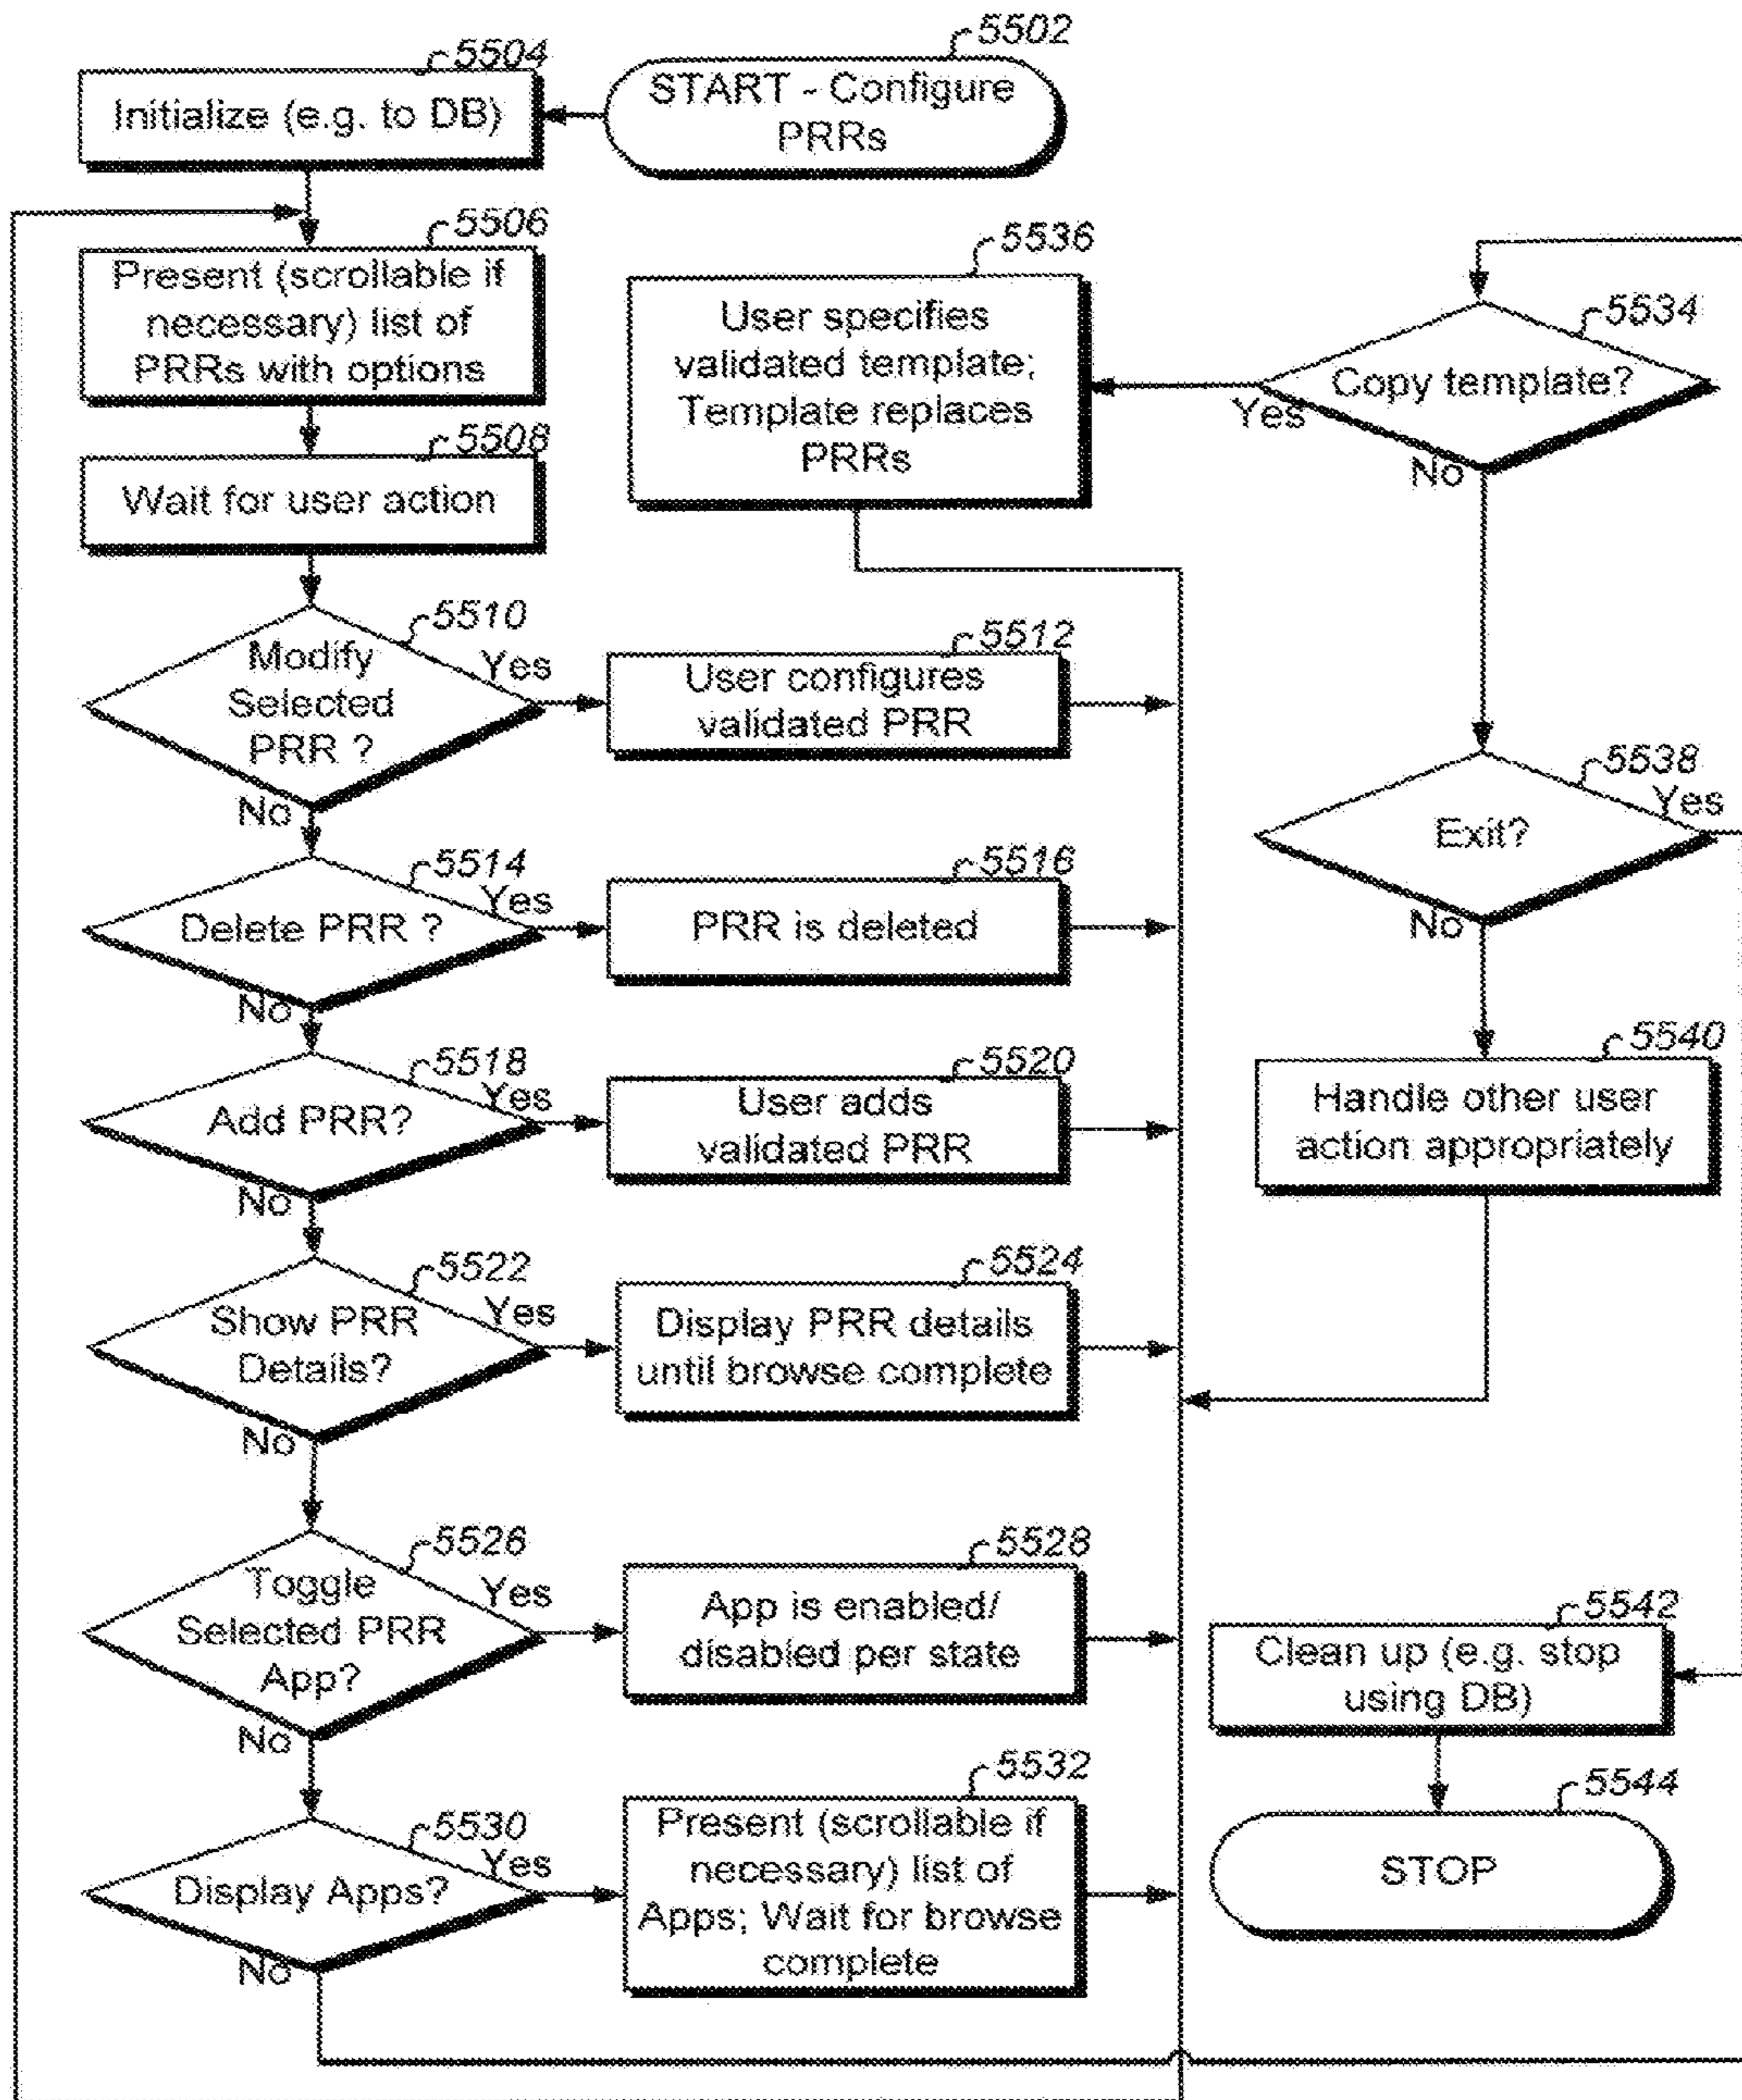 5502
START - Configure
PRRs
5504
Initialize (e.g. to DB)
5506
Present (scrollable if
necessary) list of
PRRs with options
5508
Wait for user action
5510
Modify
Selected
PRR ?
Yes
No
5512
User configures
validated PRR
5514
Delete PRR ?
Yes
No
5516
PRR is deleted
5518
Add PRR?
Yes
No
5520
User adds
validated PRR
5522
Show PRR
Details?
Yes
No
5524
Display PRR details
until browse complete
5526
Toggle
Selected PRR
App?
Yes
No
5528
App is enabled/
disabled per state
5530
Display Apps?
Yes
No
5532
Present (scrollable if
necessary) list of
Apps; Wait for browse
complete
5534
Copy template?
Yes
No
5536
User specifies
validated template;
Template replaces
PRRs
5538
Exit?
Yes
No
5540
Handle other user
action appropriately
5542
Clean up (e.g. stop
using DB)
5544
STOP